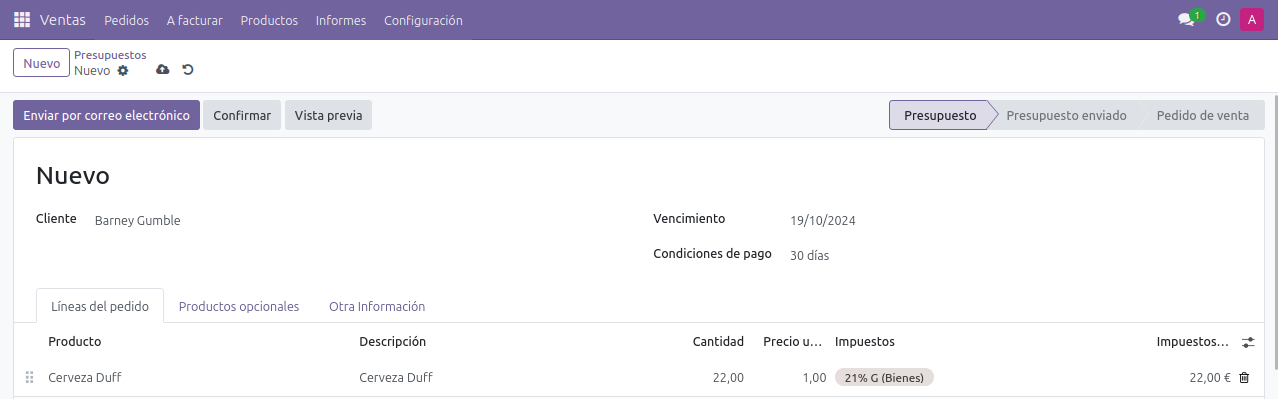 Ventas Pedidos A facturar Productos Informes Configuración 1 A
Nuevo Presupuestos
Nuevo
Enviar por correo electrónico Confirmar Vista previa Presupuesto Presupuesto enviado Pedido de venta
Nuevo
Cliente Barney Gumble Vencimiento 19/10/2024
Condiciones de pago 30 días
Líneas del pedido Productos opcionales Otra Información
Producto Descripción Cantidad Precio u... Impuestos Impuestos...
Cerveza Duff Cerveza Duff 22,00 1,00 21% G (Bienes) 22,00 €